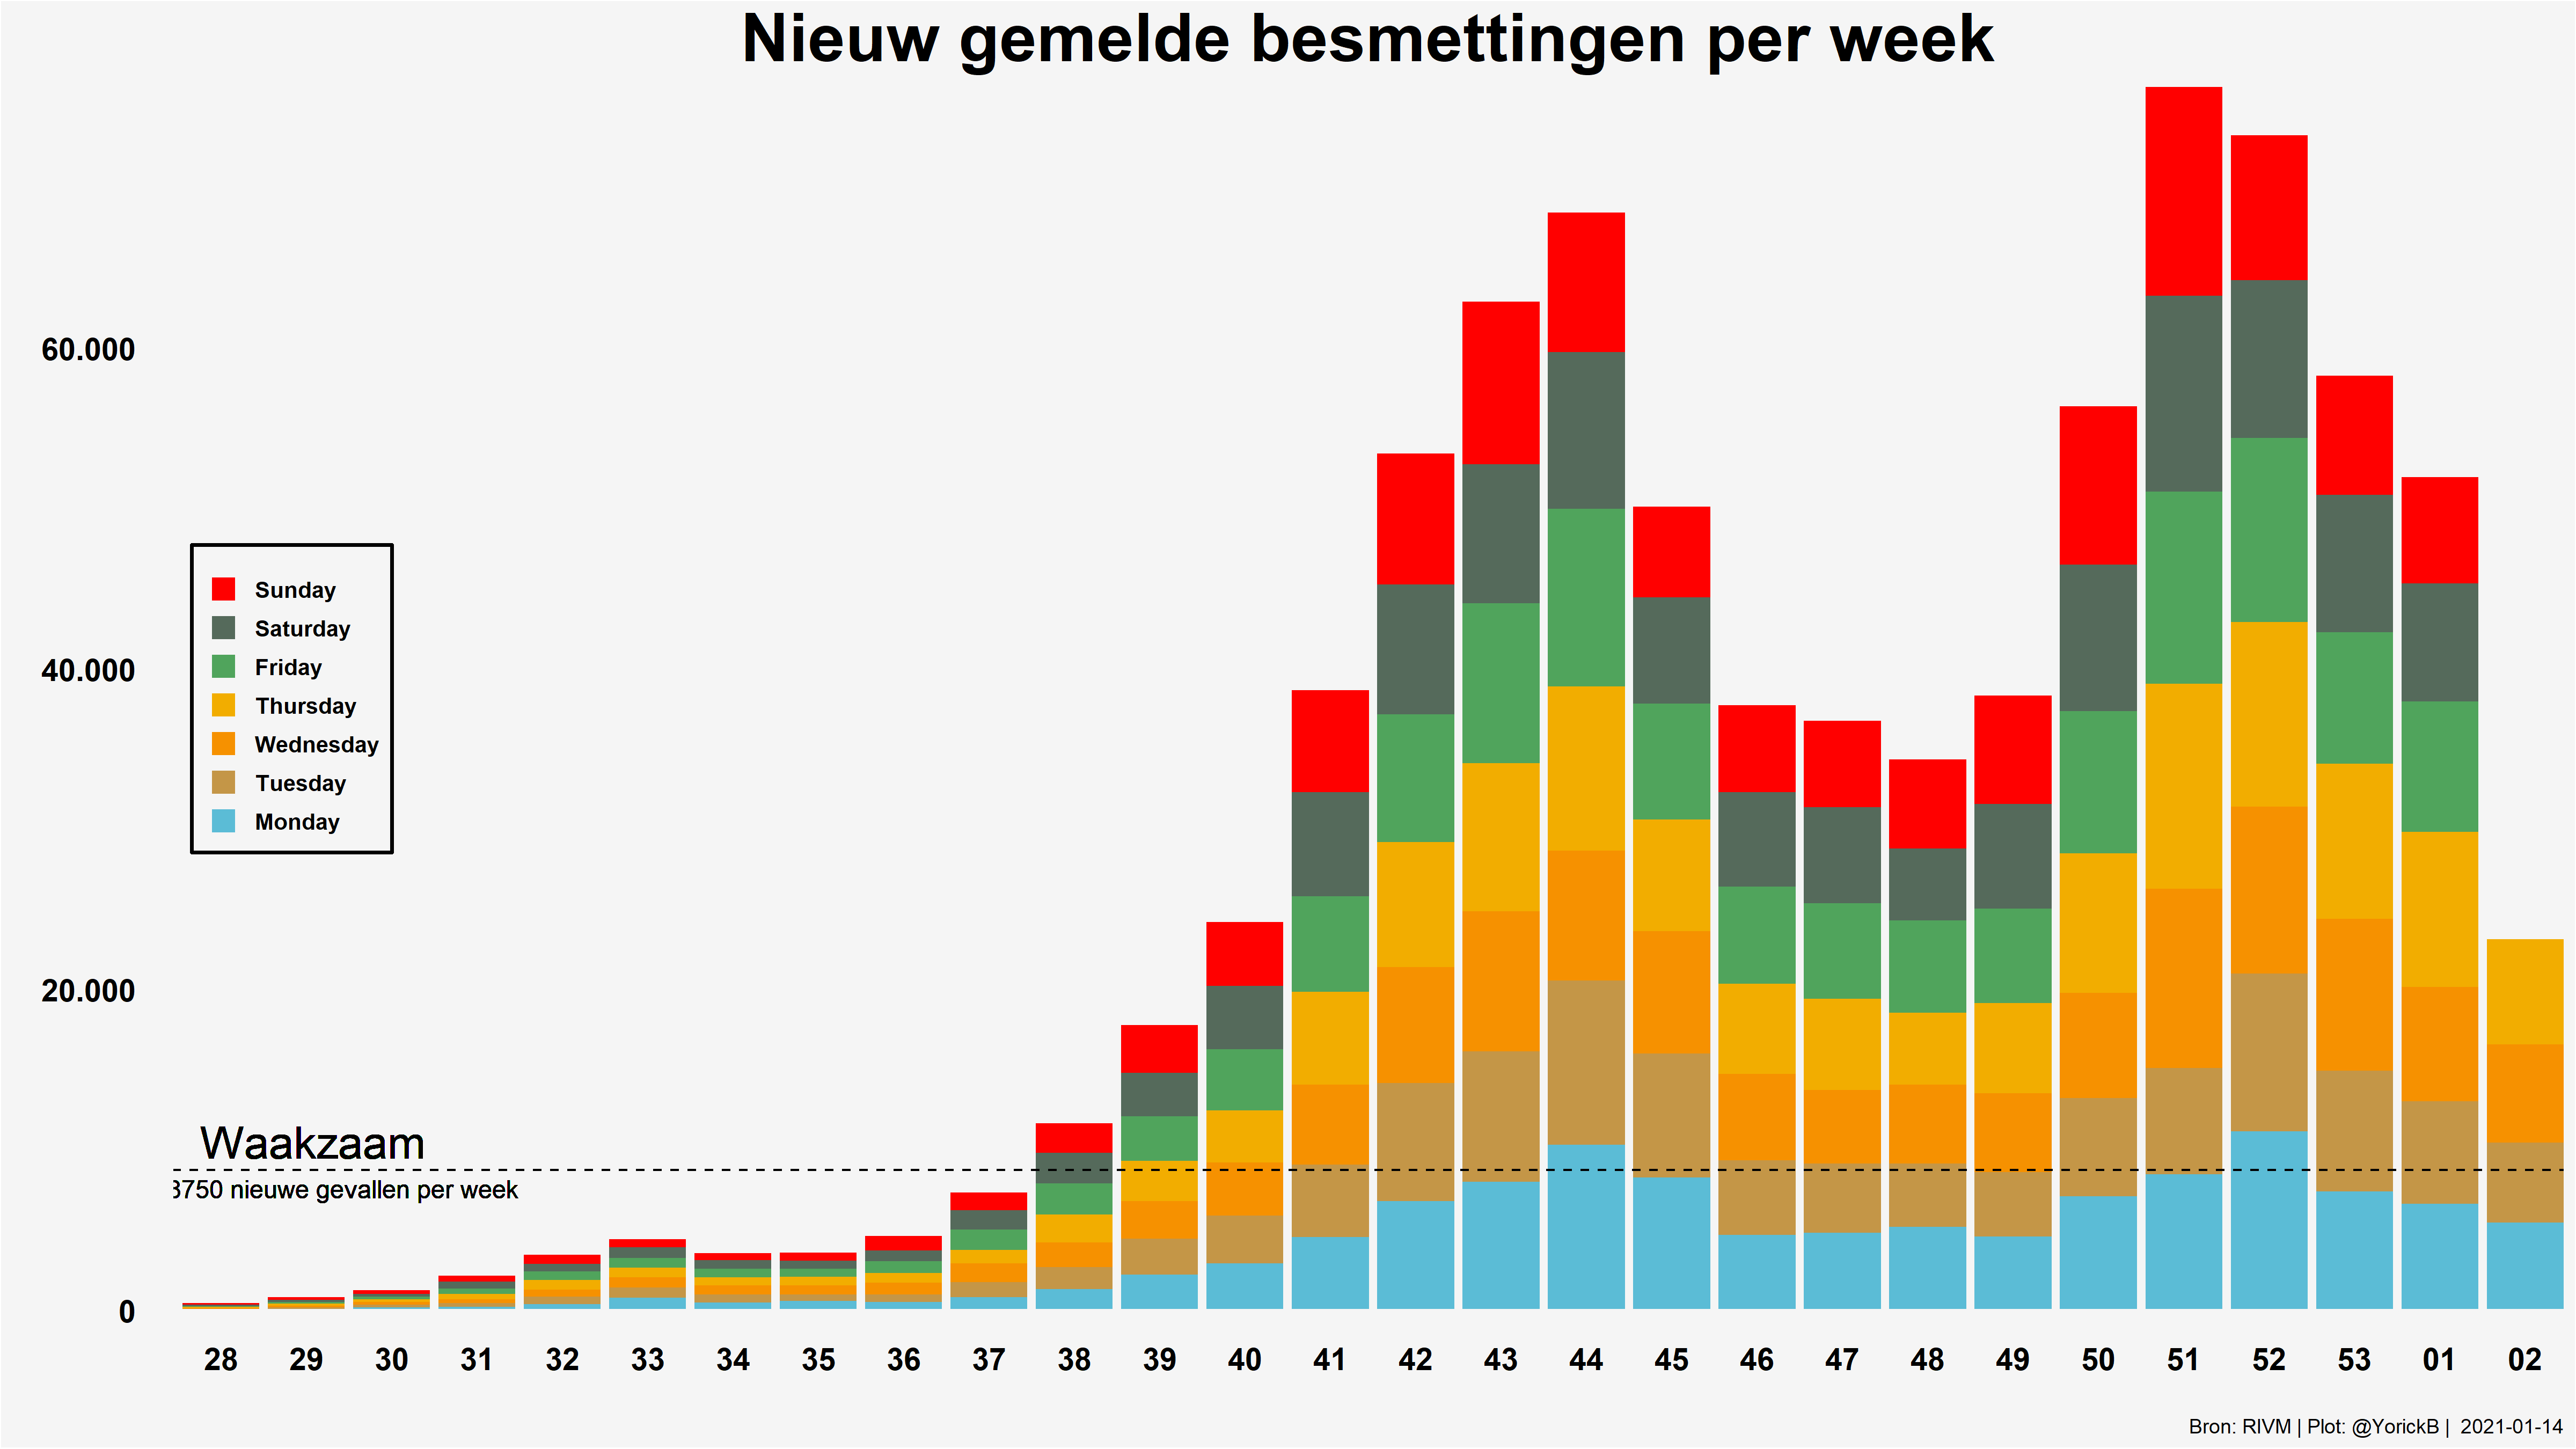 Nieuw gemelde besmettingen per week
60.000
40.000
20.000
0
Sunday
Saturday
Friday
Thursday
Wednesday
Tuesday
Monday
Waakzaam
8750 nieuwe gevallen per week
28 29 30 31 32 33 34 35 36 37 38 39 40 41 42 43 44 45 46 47 48 49 50 51 52 53 01 02
Bron: RIVM | Plot: @YorickB | 2021-01-14